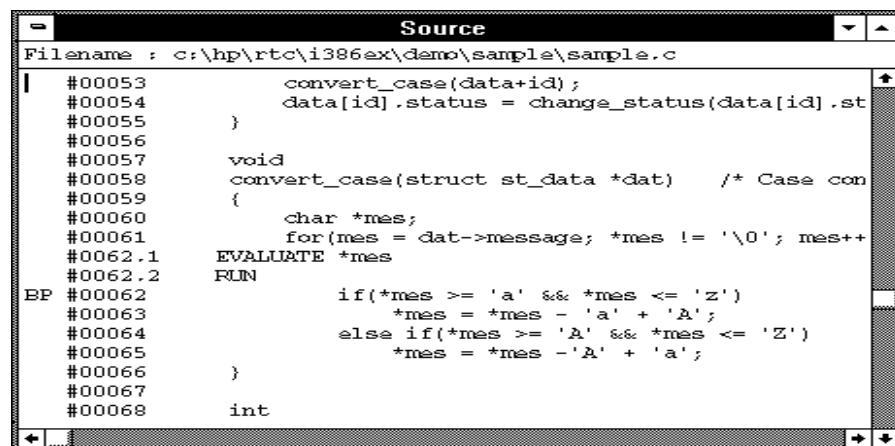 Source
Filename : c:\hp\rtc\i386ex\demo\sample\sample.c
#00053 convert_case(data+id);
#00054 data[id].status = change_status(data[id].st
#00055 }
#00056
#00057 void
#00058 convert_case(struct st_data *dat) /* Case con
#00059 {
#00060 char *mes;
#00061 for(mes = dat->message; *mes != '\0'; mes++
#0062.1 EVALUATE *mes
#0062.2 RUN
BP #00062 if(*mes >= 'a' && *mes <= 'z')
#00063 *mes = *mes - 'a' + 'A';
#00064 else if(*mes >= 'A' && *mes <= 'Z')
#00065 *mes = *mes -'A' + 'a';
#00066 }
#00067
#00068 int